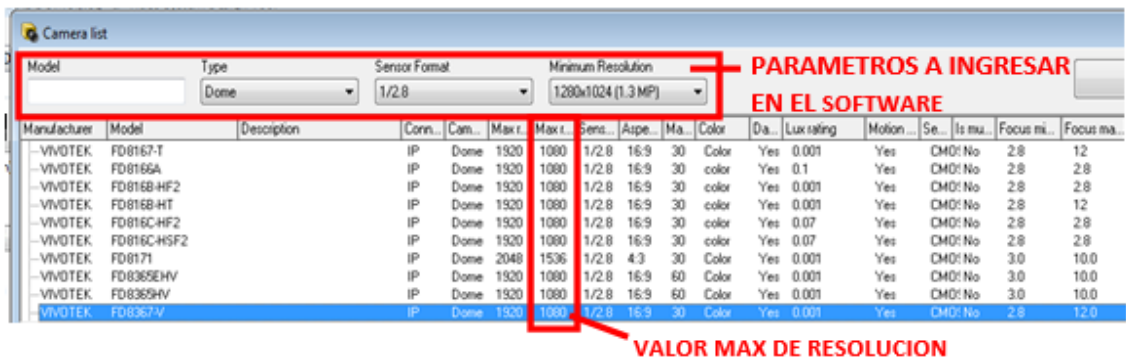 Camera list
Model Type Sensor Format Minimum Resolution
Dome 1/2.8 1280x1024 (1.3 MP)
PARAMETROS A INGRESAR
EN EL SOFTWARE
Manufacturer Model Description Conn... Cam... Max r... Max r... Sens... Aspe... Ma... Color Da... Lux rating Motion ... Se... Is mu... Focus mi... Focus ma...
VIVOTEK FD8167-T IP Dome 1920 1080 1/2.8 16:9 30 Color Yes 0.001 Yes CMOS No 2.8 12
VIVOTEK FD8166A IP Dome 1920 1080 1/2.8 16:9 30 color Yes 0.1 Yes CMOS No 2.8 2.8
VIVOTEK FD816B-HF2 IP Dome 1920 1080 1/2.8 16:9 30 color Yes 0.001 Yes CMOS No 2.8 2.8
VIVOTEK FD816B-HT IP Dome 1920 1080 1/2.8 16:9 30 color Yes 0.001 Yes CMOS No 2.8 12
VIVOTEK FD816C-HF2 IP Dome 1920 1080 1/2.8 16:9 30 color Yes 0.07 Yes CMOS No 2.8 2.8
VIVOTEK FD816C-HSF2 IP Dome 1920 1080 1/2.8 16:9 30 color Yes 0.07 Yes CMOS No 2.8 2.8
VIVOTEK FD8171 IP Dome 2048 1536 1/2.8 4:3 30 Color Yes 0.001 Yes CMOS No 3.0 10.0
VIVOTEK FD8365EHV IP Dome 1920 1080 1/2.8 16:9 60 Color Yes 0.001 Yes CMOS No 3.0 10.0
VIVOTEK FD8365HV IP Dome 1920 1080 1/2.8 16:9 60 Color Yes 0.001 Yes CMOS No 3.0 10.0
VIVOTEK FD8367-V IP Dome 1920 1080 1/2.8 16:9 30 Color Yes 0.001 Yes CMOS No 2.8 12.0
VALOR MAX DE RESOLUCION